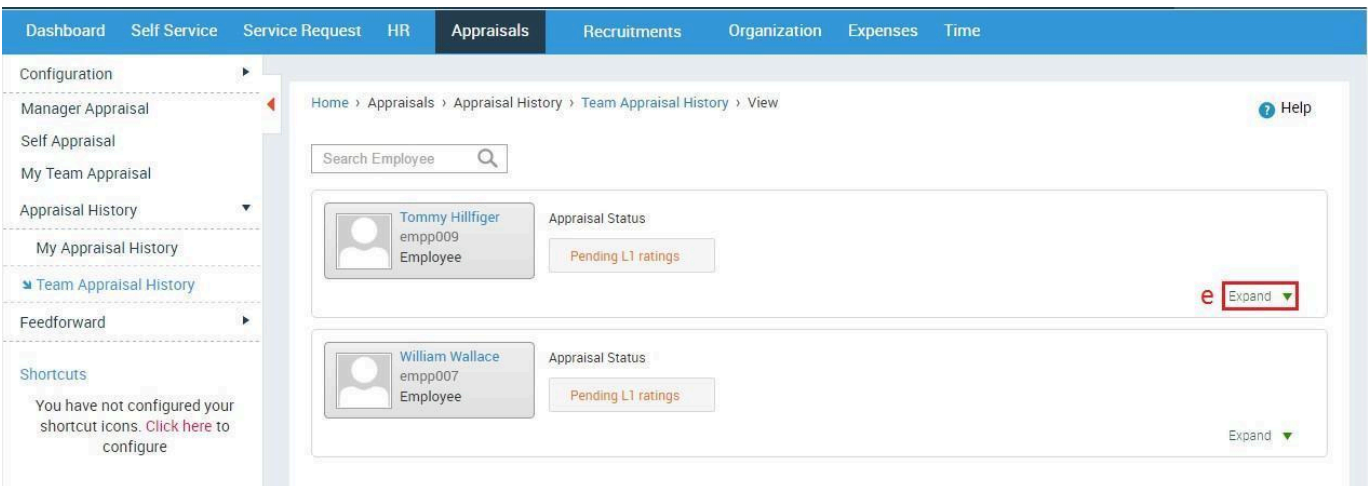 Dashboard Self Service Service Request HR Appraisals Recruitments Organization Expenses Time
Configuration
Manager Appraisal
Self Appraisal
My Team Appraisal
Appraisal History
My Appraisal History
Team Appraisal History
Feedforward
Shortcuts
You have not configured your
shortcut icons. Click here to
configure
Home › Appraisals › Appraisal History › Team Appraisal History › View
? Help
Search Employee
Tommy Hillfiger
empp009
Employee
Appraisal Status
Pending L1 ratings
e Expand
William Wallace
empp007
Employee
Appraisal Status
Pending L1 ratings
Expand